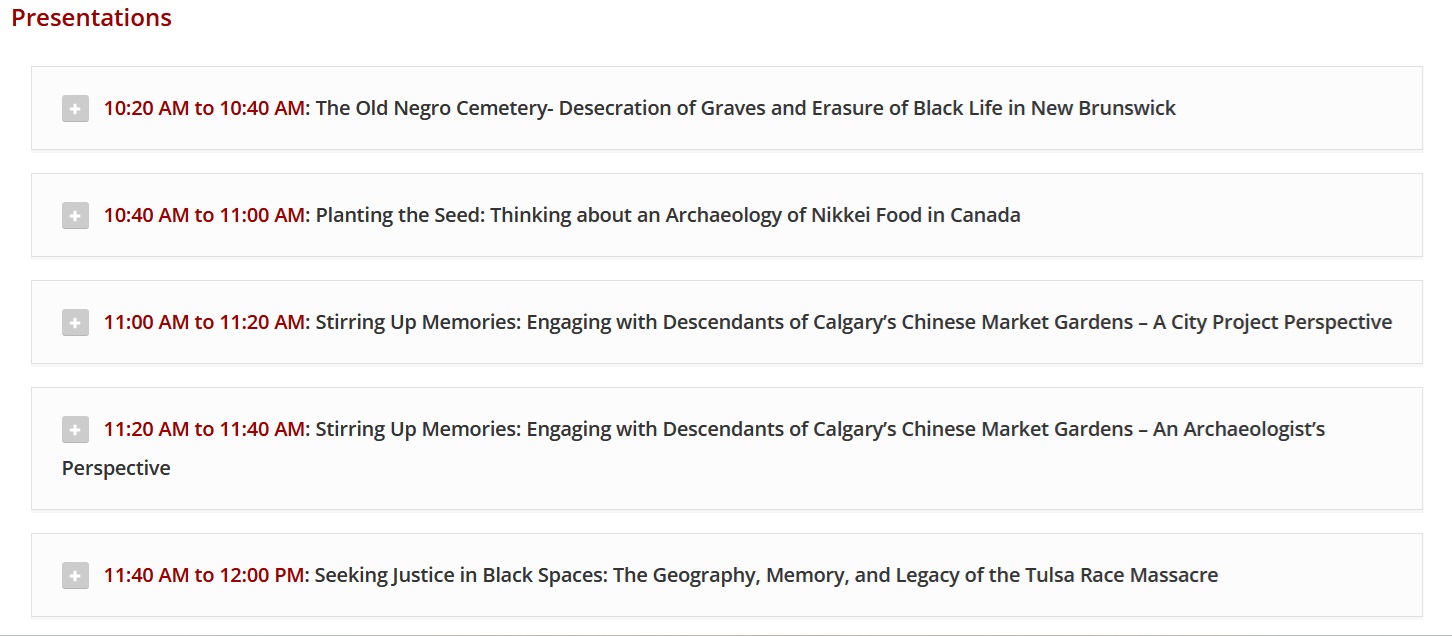 Presentations
10:20 AM to 10:40 AM: The Old Negro Cemetery- Desecration of Graves and Erasure of Black Life in New Brunswick
10:40 AM to 11:00 AM: Planting the Seed: Thinking about an Archaeology of Nikkei Food in Canada
11:00 AM to 11:20 AM: Stirring Up Memories: Engaging with Descendants of Calgary’s Chinese Market Gardens – A City Project Perspective
11:20 AM to 11:40 AM: Stirring Up Memories: Engaging with Descendants of Calgary’s Chinese Market Gardens – An Archaeologist’s
Perspective
11:40 AM to 12:00 PM: Seeking Justice in Black Spaces: The Geography, Memory, and Legacy of the Tulsa Race Massacre